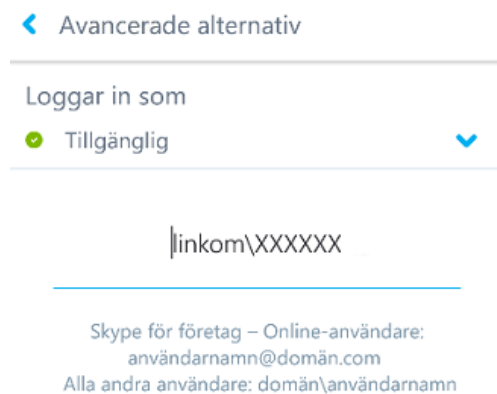 Avancerade alternativ
Loggar in som
Tillgänglig
linkom\XXXXXX
Skype för företag – Online-användare:
användarnamn@domän.com
Alla andra användare: domän\användarnamn